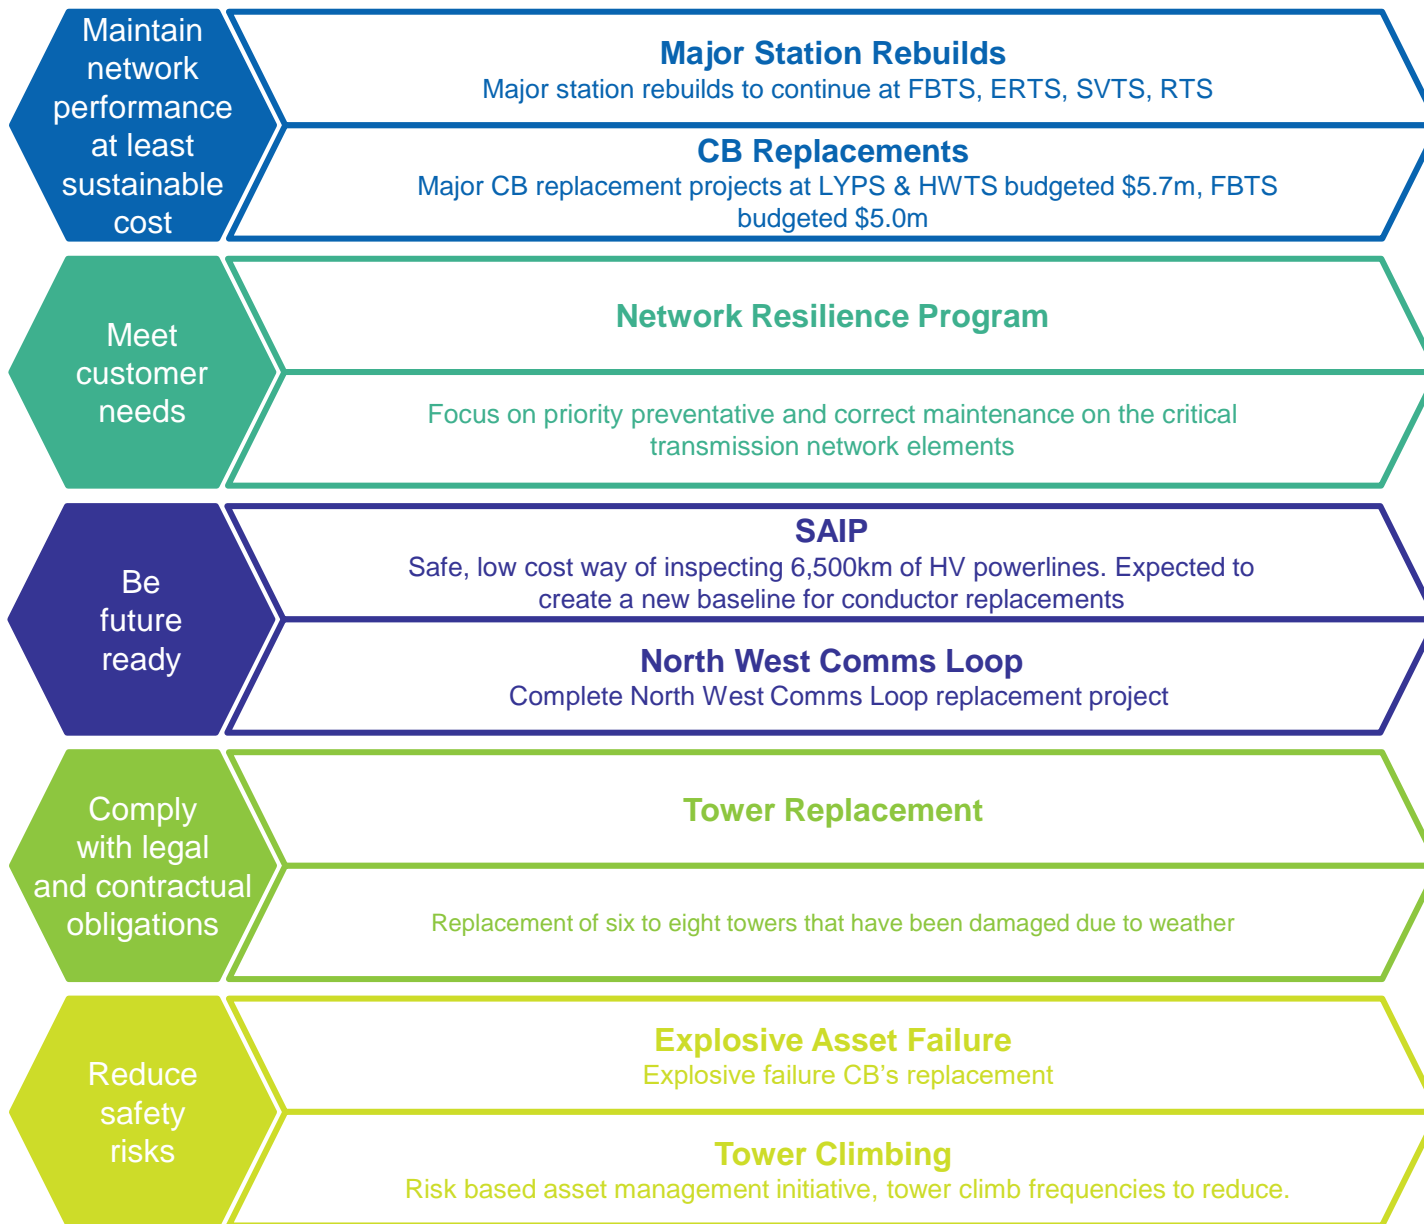 Maintain
network
performance
at least
sustainable
cost
Major Station Rebuilds
Major station rebuilds to continue at FBTS, ERTS, SVTS, RTS
CB Replacements
Major CB replacement projects at LYPS & HWTS budgeted $5.7m, FBTS
budgeted $5.0m
Meet
customer
needs
Network Resilience Program
Focus on priority preventative and correct maintenance on the critical
transmission network elements
Be
future
ready
SAIP
Safe, low cost way of inspecting 6,500km of HV powerlines. Expected to
create a new baseline for conductor replacements
North West Comms Loop
Complete North West Comms Loop replacement project
Comply
with legal
and contractual
obligations
Tower Replacement
Replacement of six to eight towers that have been damaged due to weather
Reduce
safety
risks
Explosive Asset Failure
Explosive failure CB’s replacement
Tower Climbing
Risk based asset management initiative, tower climb frequencies to reduce.